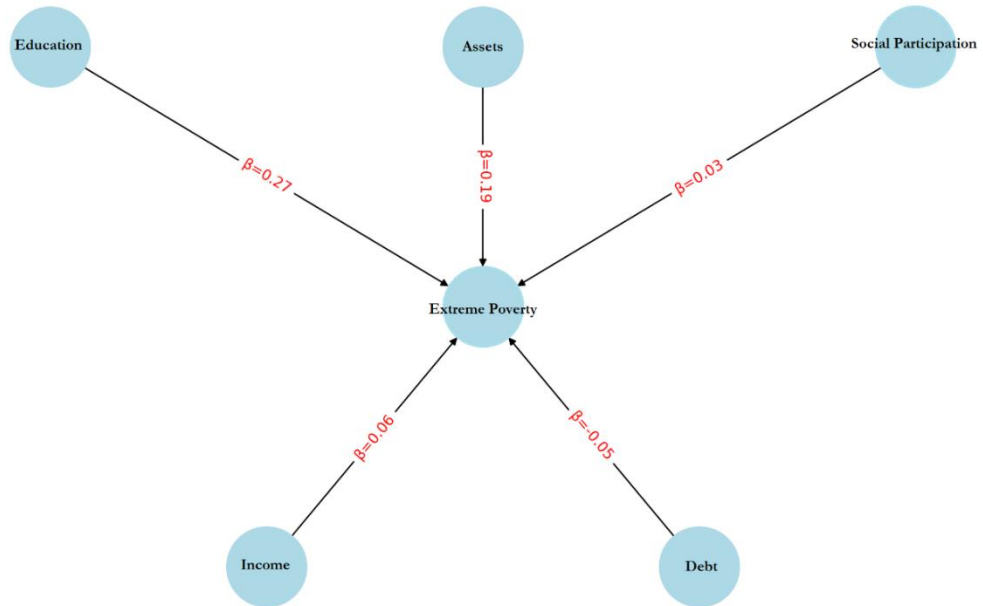 Education
Assets
Social Participation
β=0.27
β=0.19
β=0.03
Extreme Poverty
β=0.06
β=-0.05
Income
Debt